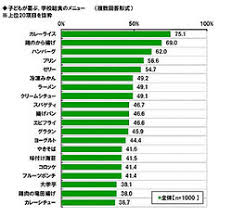 ◆子どもが喜ぶ、学校給食のメニュー (複数回答形式)
※上位20項目を抜粋
カレーライス 75.1
鶏のから揚げ 69.0
ハンバーグ 62.0
プリン 56.6
ゼリー 54.7
冷凍みかん 49.2
ラーメン 49.1
クリームシチュー 49.1
スパゲティ 46.7
揚げパン 46.6
エビフライ 46.6
グラタン 45.9
ヨーグルト 44.4
やきそば 41.5
味付け海苔 41.5
コロッケ 41.4
フルーツポンチ 41.4
大学芋 38.1
鶏肉の竜田揚げ 38.0
カレーシチュー 36.7
※全体[n=1000]